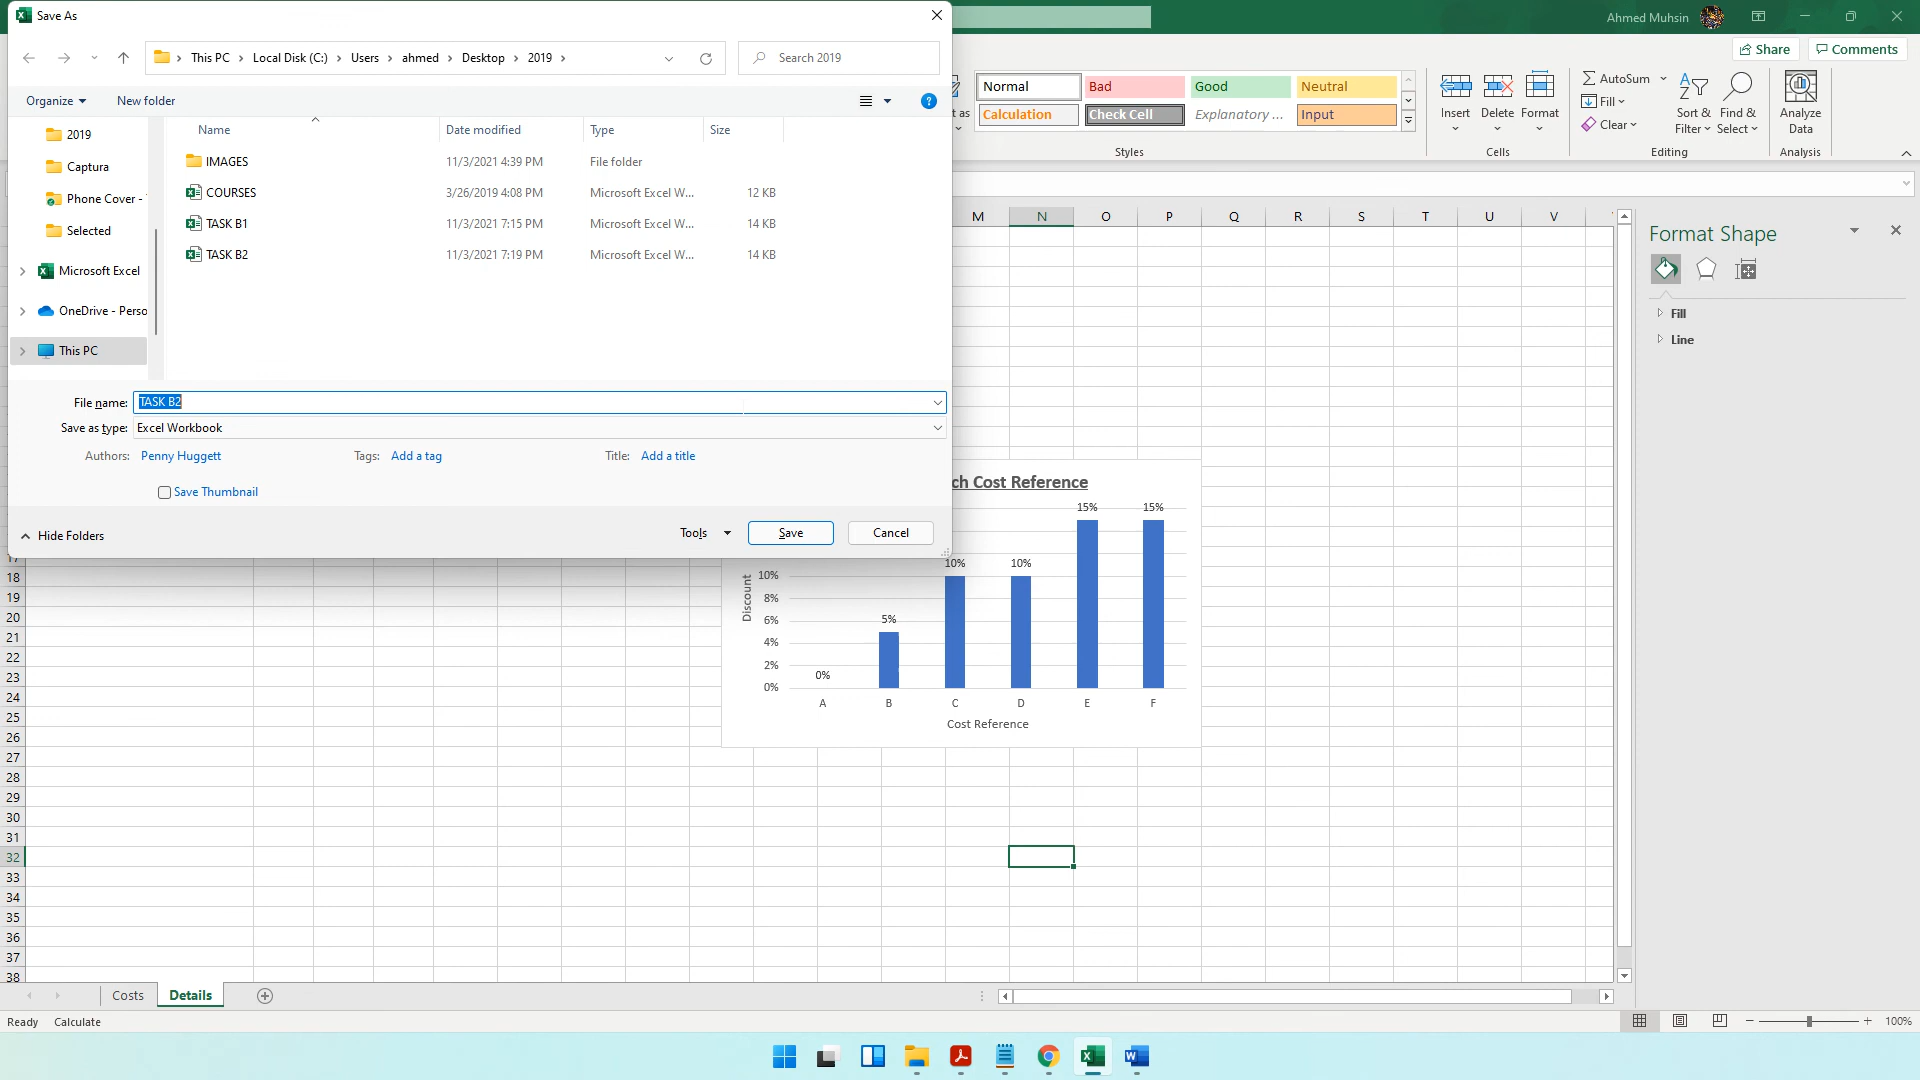 Save As
Ahmed Muhsin
This PC
Local Disk (C:)
Users
ahmed
Desktop
2019
Search 2019
Share
Comments
Organize
New folder
Normal
Bad
Good
Neutral
Calculation
Check Cell
Explanatory ...
Input
Styles
Insert
Delete
Format
Cells
AutoSum
Fill
Clear
Sort &
Filter
Find &
Select
Editing
Analyze
Data
Analysis
as
Name
Date modified
Type
Size
2019
Captura
Phone Cover -
Selected
Microsoft Excel
OneDrive - Perso
This PC
IMAGES 11/3/2021 4:39 PM File folder
COURSES 3/26/2019 4:08 PM Microsoft Excel W... 12 KB
TASK B1 11/3/2021 7:15 PM Microsoft Excel W... 14 KB
TASK B2 11/3/2021 7:19 PM Microsoft Excel W... 14 KB
File name: TASK B2
Save as type: Excel Workbook
Authors: Penny Huggett
Tags: Add a tag
Title: Add a title
Save Thumbnail
Hide Folders
Tools
Save
Cancel
M N O P Q R S T U V
Format Shape
Fill
Line
ch Cost Reference
15% 15%
10% 10%
5%
0%
Discount
10%
8%
6%
4%
2%
0%
A B C D E F
Cost Reference
17
18
19
20
21
22
23
24
25
26
27
28
29
30
31
32
33
34
35
36
37
38
Costs
Details
Ready
Calculate
100%